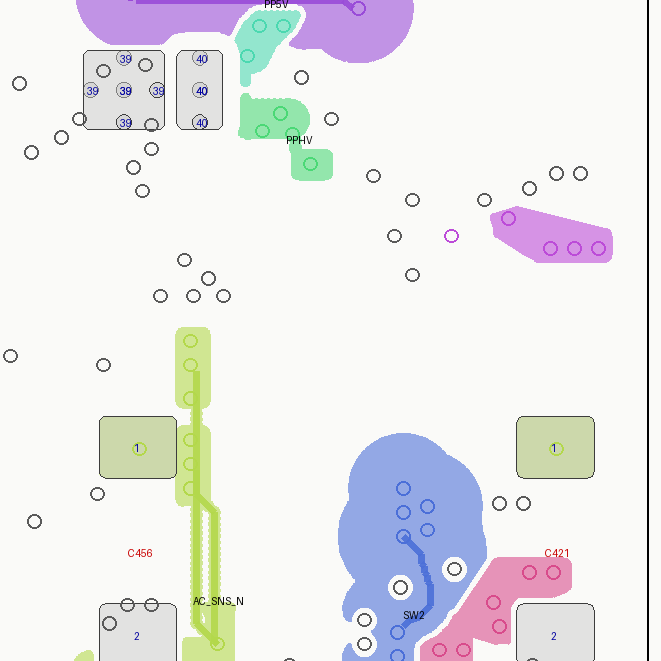 PP5V
39 40
39 39 39 40
39 40
PPHV
1 1
C456 C421
AC_SNS_N
SW2
2 2